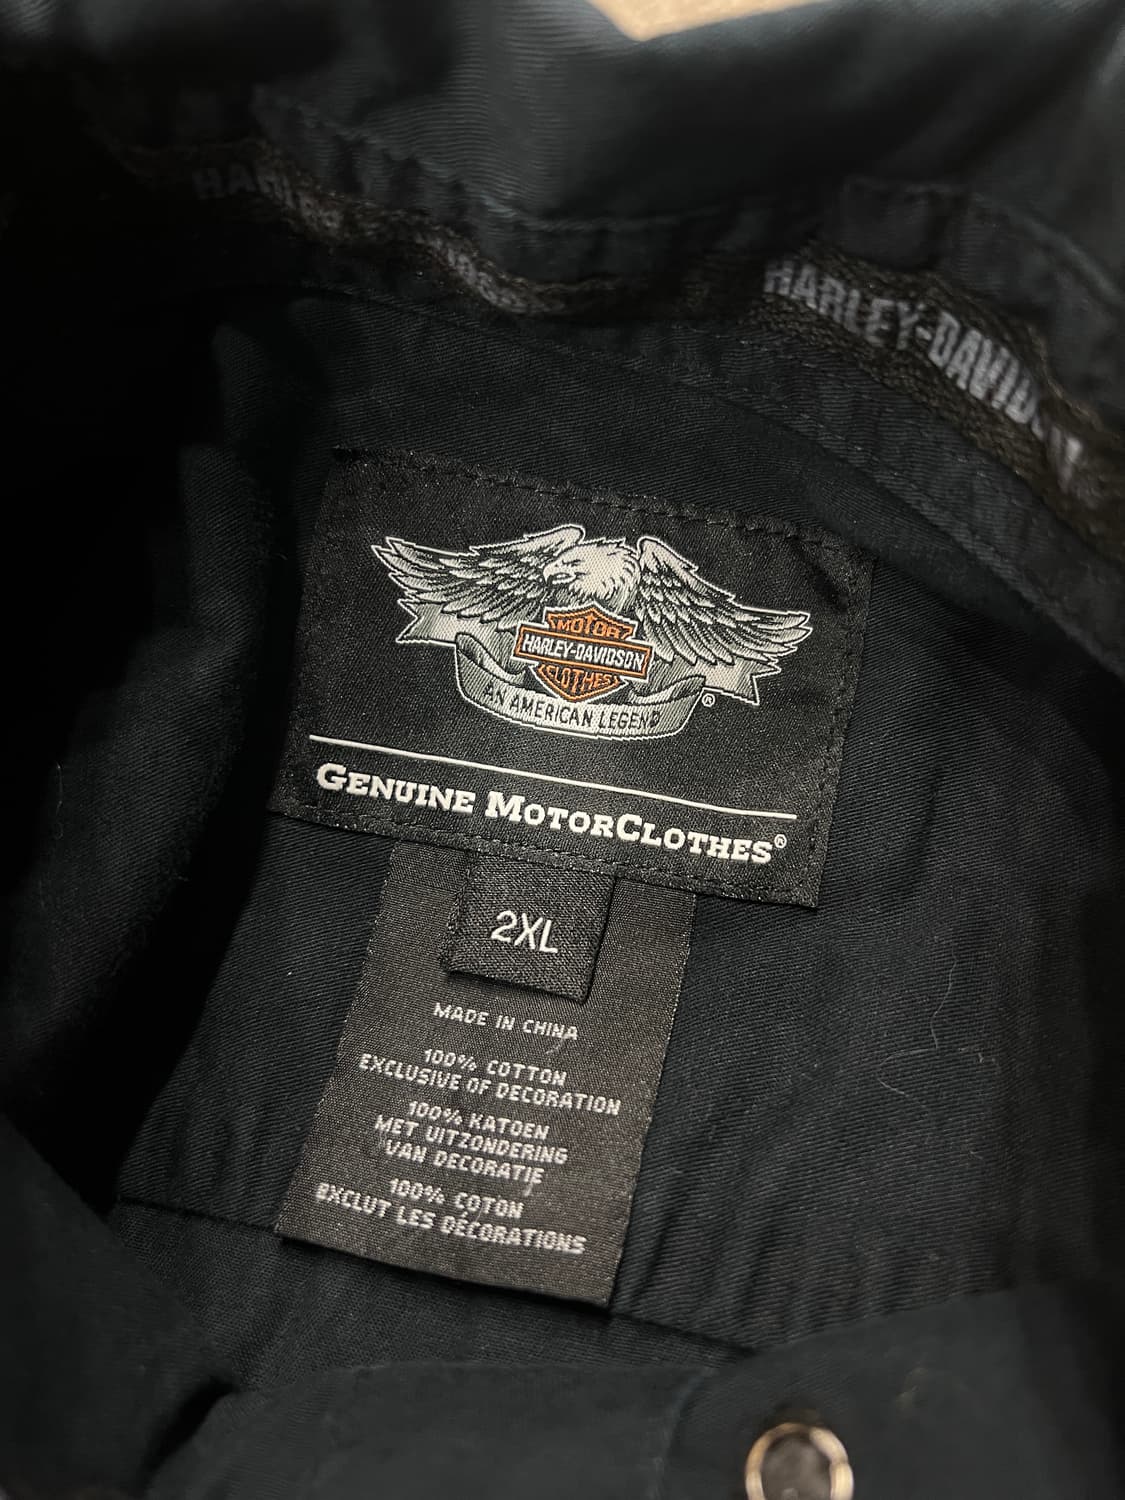 HARLEY-DAVIDSON
MOTOR
HARLEY-DAVIDSON
CLOTHES
AN AMERICAN LEGEND
®
GENUINE MOTORCLOTHES®
2XL
MADE IN CHINA
100% COTTON
EXCLUSIVE OF DECORATION
100% KATOEN
MET UITZONDERING
VAN DECORATIE
100% COTON
EXCLUT LES DÉCORATIONS